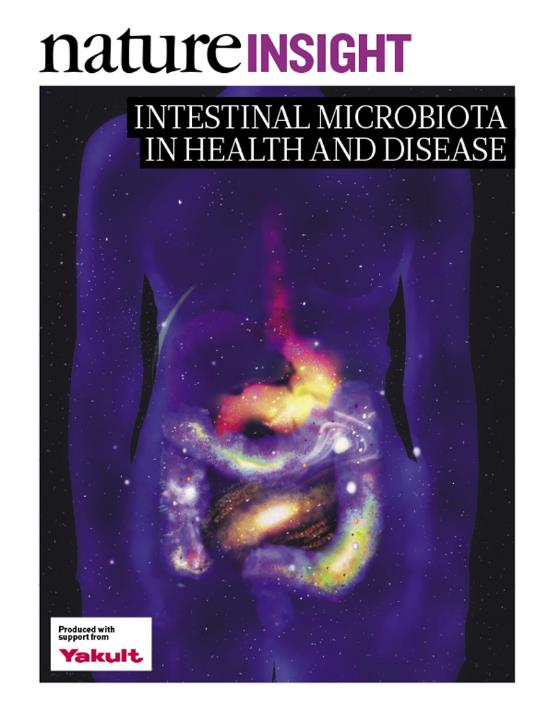 nature INSIGHT
INTESTINAL MICROBIOTA
IN HEALTH AND DISEASE
Produced with
support from
Yakult